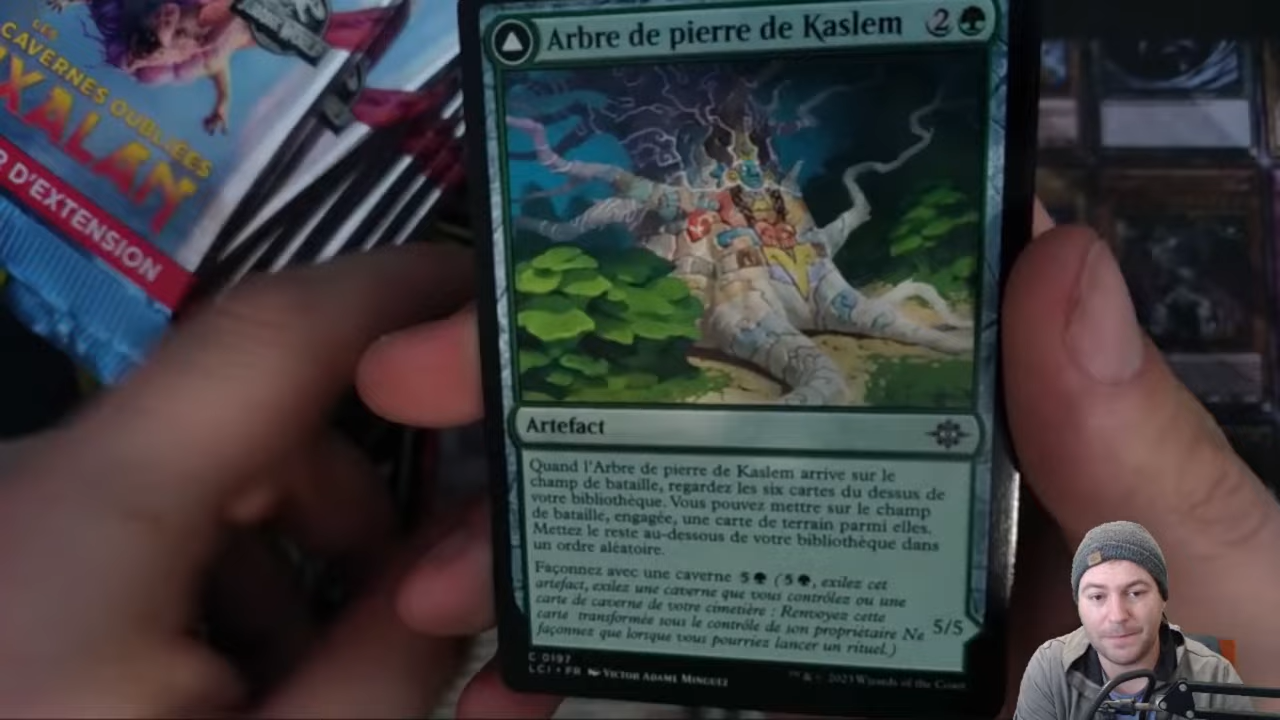 DES
CAVERNES OUBLIÉES
IXALAN
R D'EXTENSION
Arbre de pierre de Kaslem 2
Artefact
Quand l'Arbre de pierre de Kaslem arrive sur le
champ de bataille, regardez les six cartes du dessus de
votre bibliothèque. Vous pouvez mettre sur le champ
de bataille, engagée, une carte de terrain parmi elles.
Mettez le reste au-dessous de votre bibliothèque dans
un ordre aléatoire.
Façonnez avec une caverne 5 (5, exilez cet
artefact, exilez une caverne que vous contrôlez ou une
carte de caverne de votre cimetière : Renvoyez cette
carte transformée sous le contrôle de son propriétaire Ne
façonnez que lorsque vous pourriez lancer un rituel.)
5/5
C 0197
LCI • FR VICTOR ADAME MINGUEZ
™ & © 2023 Wizards of the Coast